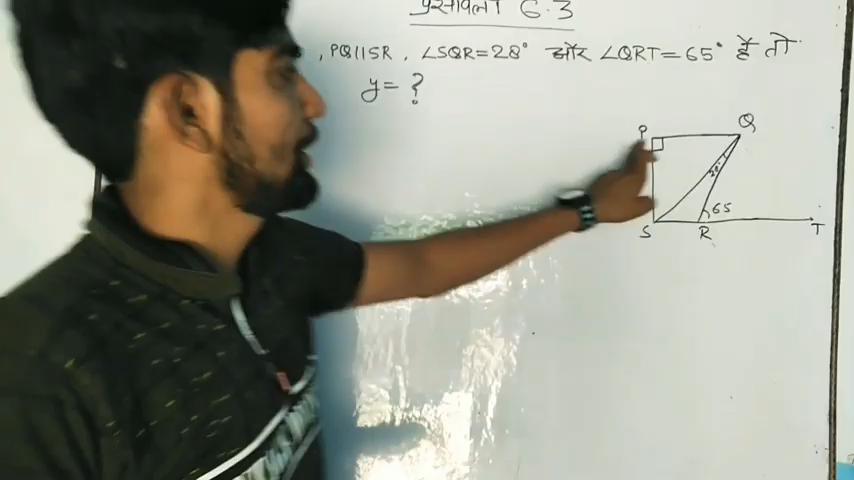 प्रश्नावली 6.3
, PQ||SR, ∠SQR=28° और ∠QRT=65° हैं तो
y= ?
P
Q
28°
65
S
R
T